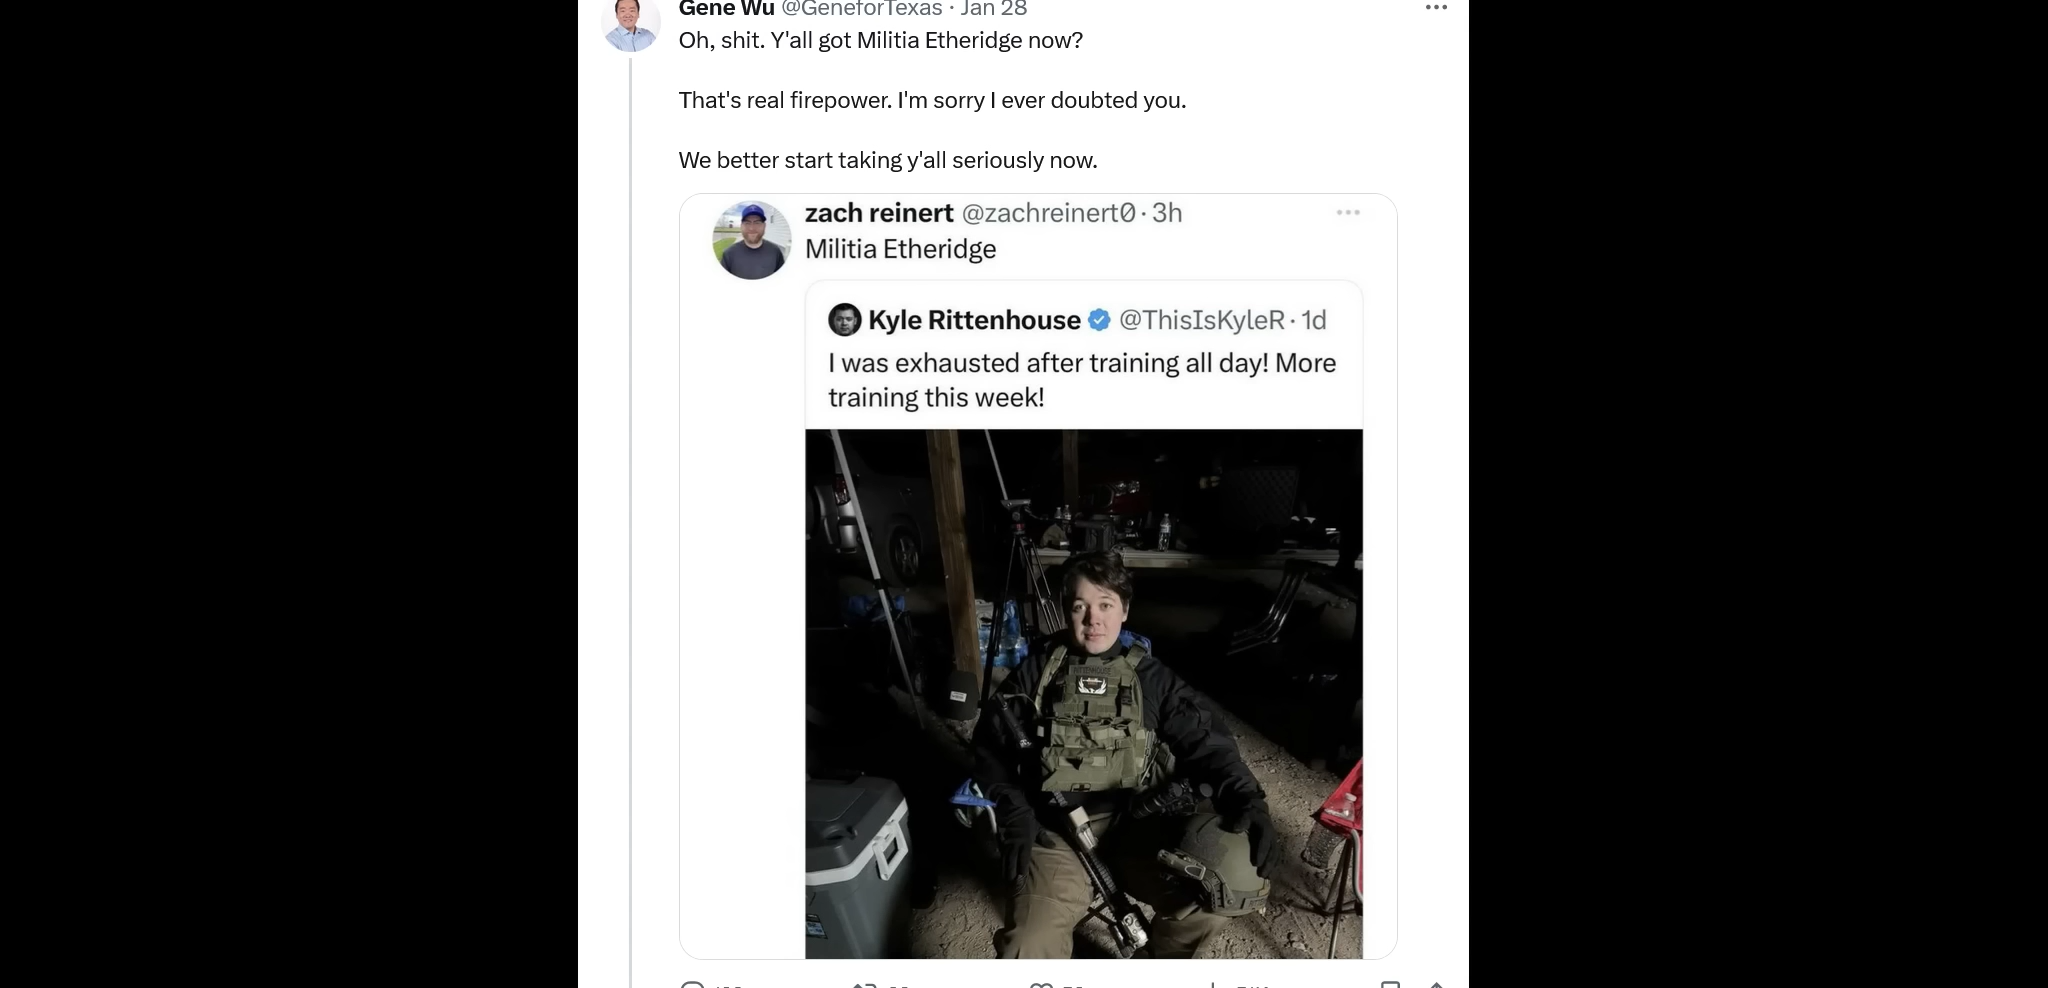 Gene Wu @GeneforTexas · Jan 28
Oh, shit. Y'all got Militia Etheridge now?
That's real firepower. I'm sorry I ever doubted you.
We better start taking y'all seriously now.
zach reinert @zachreinert0 · 3h
Militia Etheridge
Kyle Rittenhouse @ThisIsKyleR · 1d
I was exhausted after training all day! More
training this week!
RITTENHOUSE